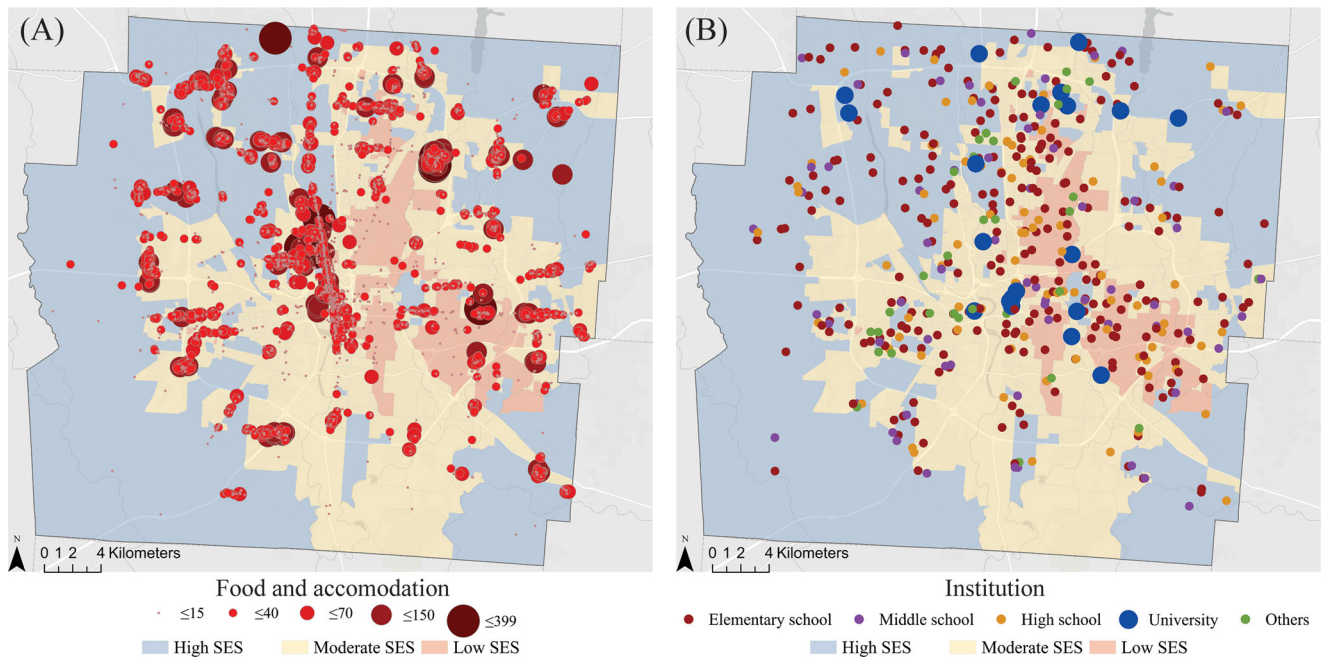 (A)
N
0 1 2 4 Kilometers
Food and accomodation
≤15 ≤40 ≤70 ≤150 ≤399
High SES Moderate SES Low SES
(B)
N
0 1 2 4 Kilometers
Institution
Elementary school Middle school High school University Others
High SES Moderate SES Low SES